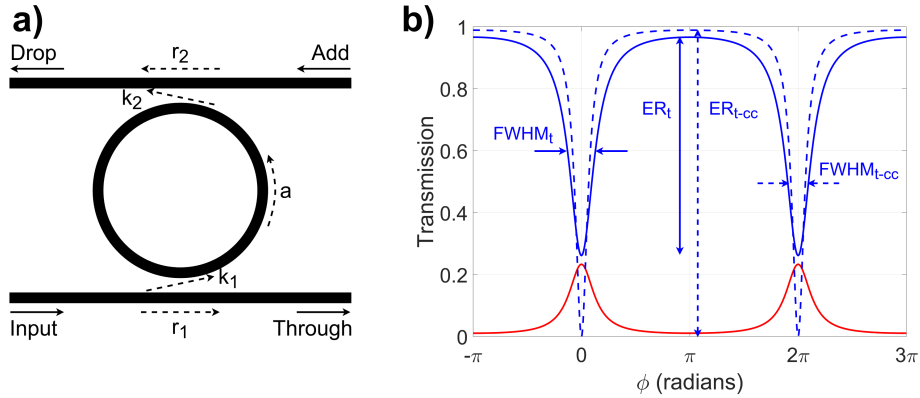 a)
Drop
r2
Add
k2
a
k1
Input
r1
Through
b)
1
0.8
0.6
0.4
0.2
0
Transmission
FWHMt
ERt
ERt-cc
FWHMt-cc
-π 0 π 2π 3π
ϕ (radians)